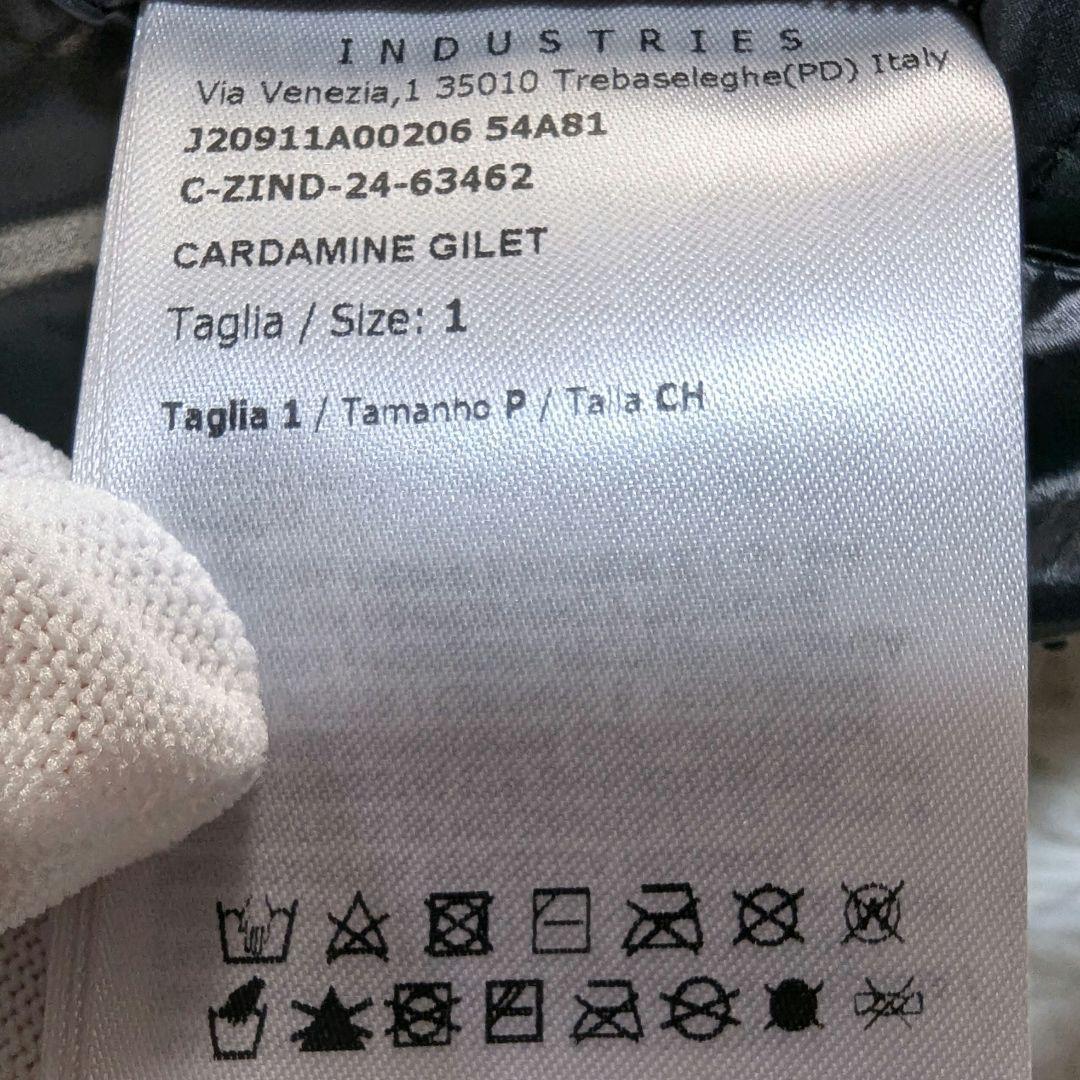 INDUSTRIES
Via Venezia,1 35010 Trebaseleghe(PD) Italy
J20911A00206 54A81
C-ZIND-24-63462
CARDAMINE GILET
Taglia / Size: 1
Taglia 1 / Tamanho P / Talla CH